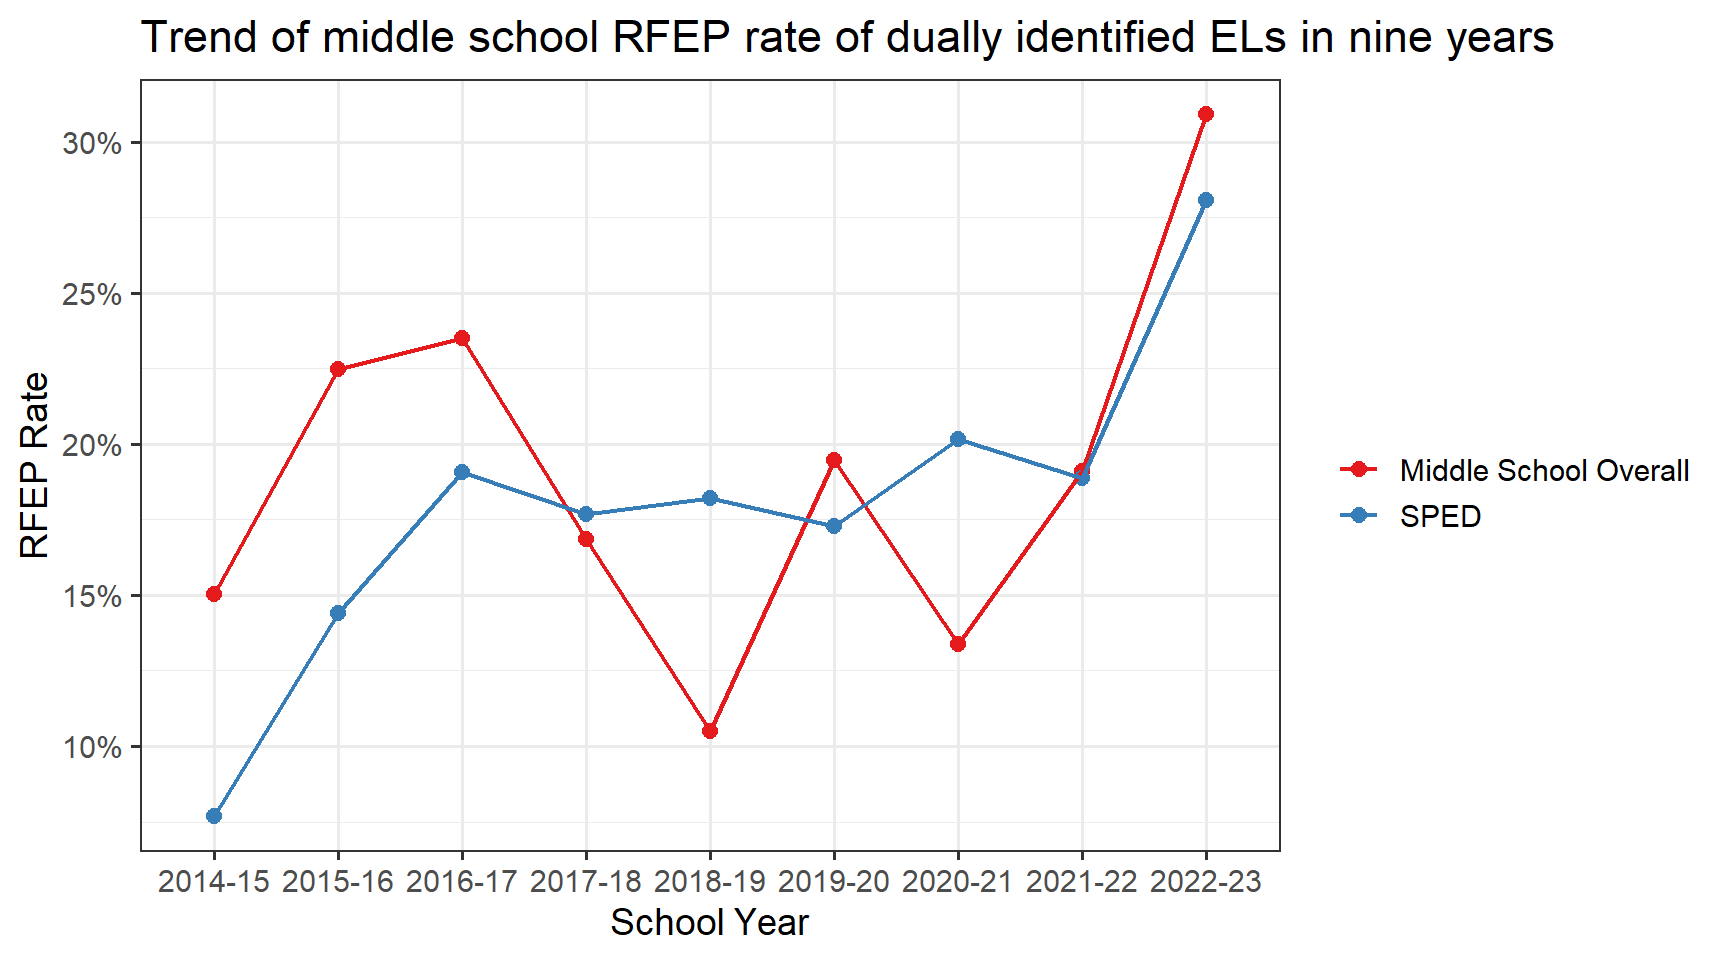 Trend of middle school RFEP rate of dually identified ELs in nine years
30%
25%
20%
15%
10%
RFEP Rate
2014-15 2015-16 2016-17 2017-18 2018-19 2019-20 2020-21 2021-22 2022-23
School Year
Middle School Overall
SPED